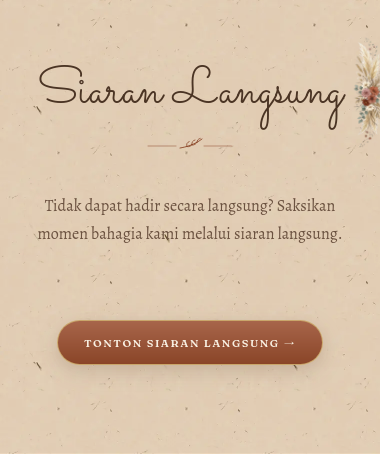 Siaran Langsung
Tidak dapat hadir secara langsung? Saksikan
momen bahagia kami melalui siaran langsung.
TONTON SIARAN LANGSUNG →